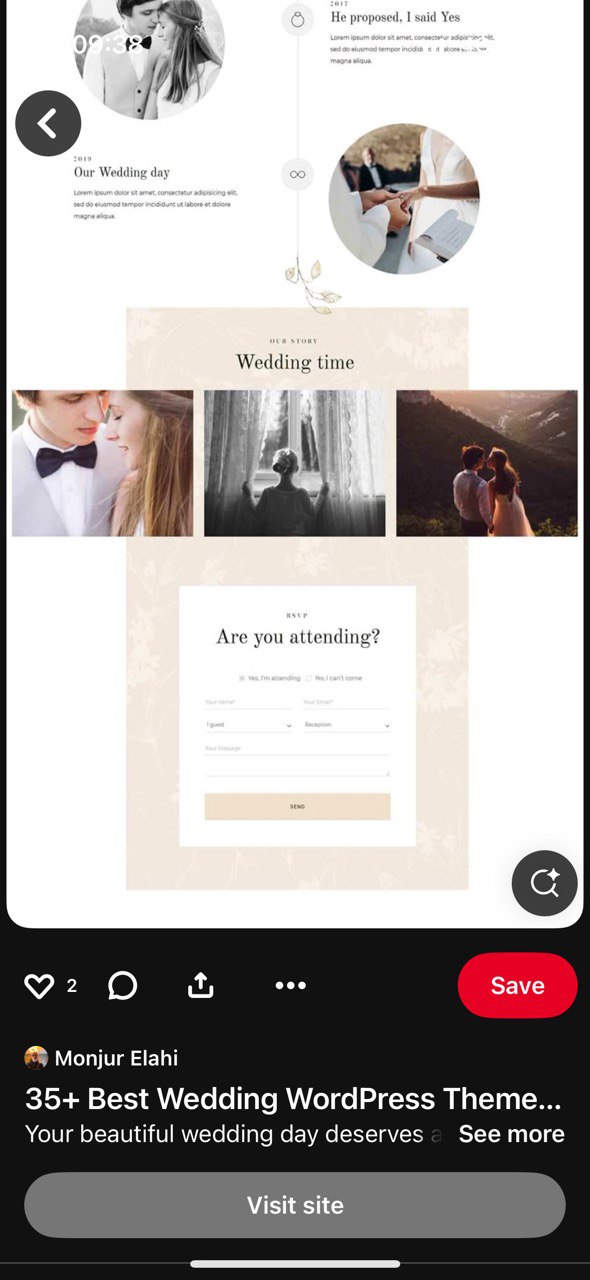 2017
He proposed, I said Yes
09:38
Lorem ipsum dolor sit amet, consectetur adipisicing elit,
sed do eiusmod tempor incididunt ut labore et
magna aliqua.
2019
Our Wedding day
Lorem ipsum dolor sit amet, consectetur adipisicing elit,
sed do eiusmod tempor incididunt ut labore et dolore
magna aliqua.
OUR STORY
Wedding time
RSVP
Are you attending?
Yes, I'm attending No, I can't come
Your Name* Your Email*
1 guest Reception
Your Message
SEND
2
Save
Monjur Elahi
35+ Best Wedding WordPress Theme...
Your beautiful wedding day deserves a See more
Visit site